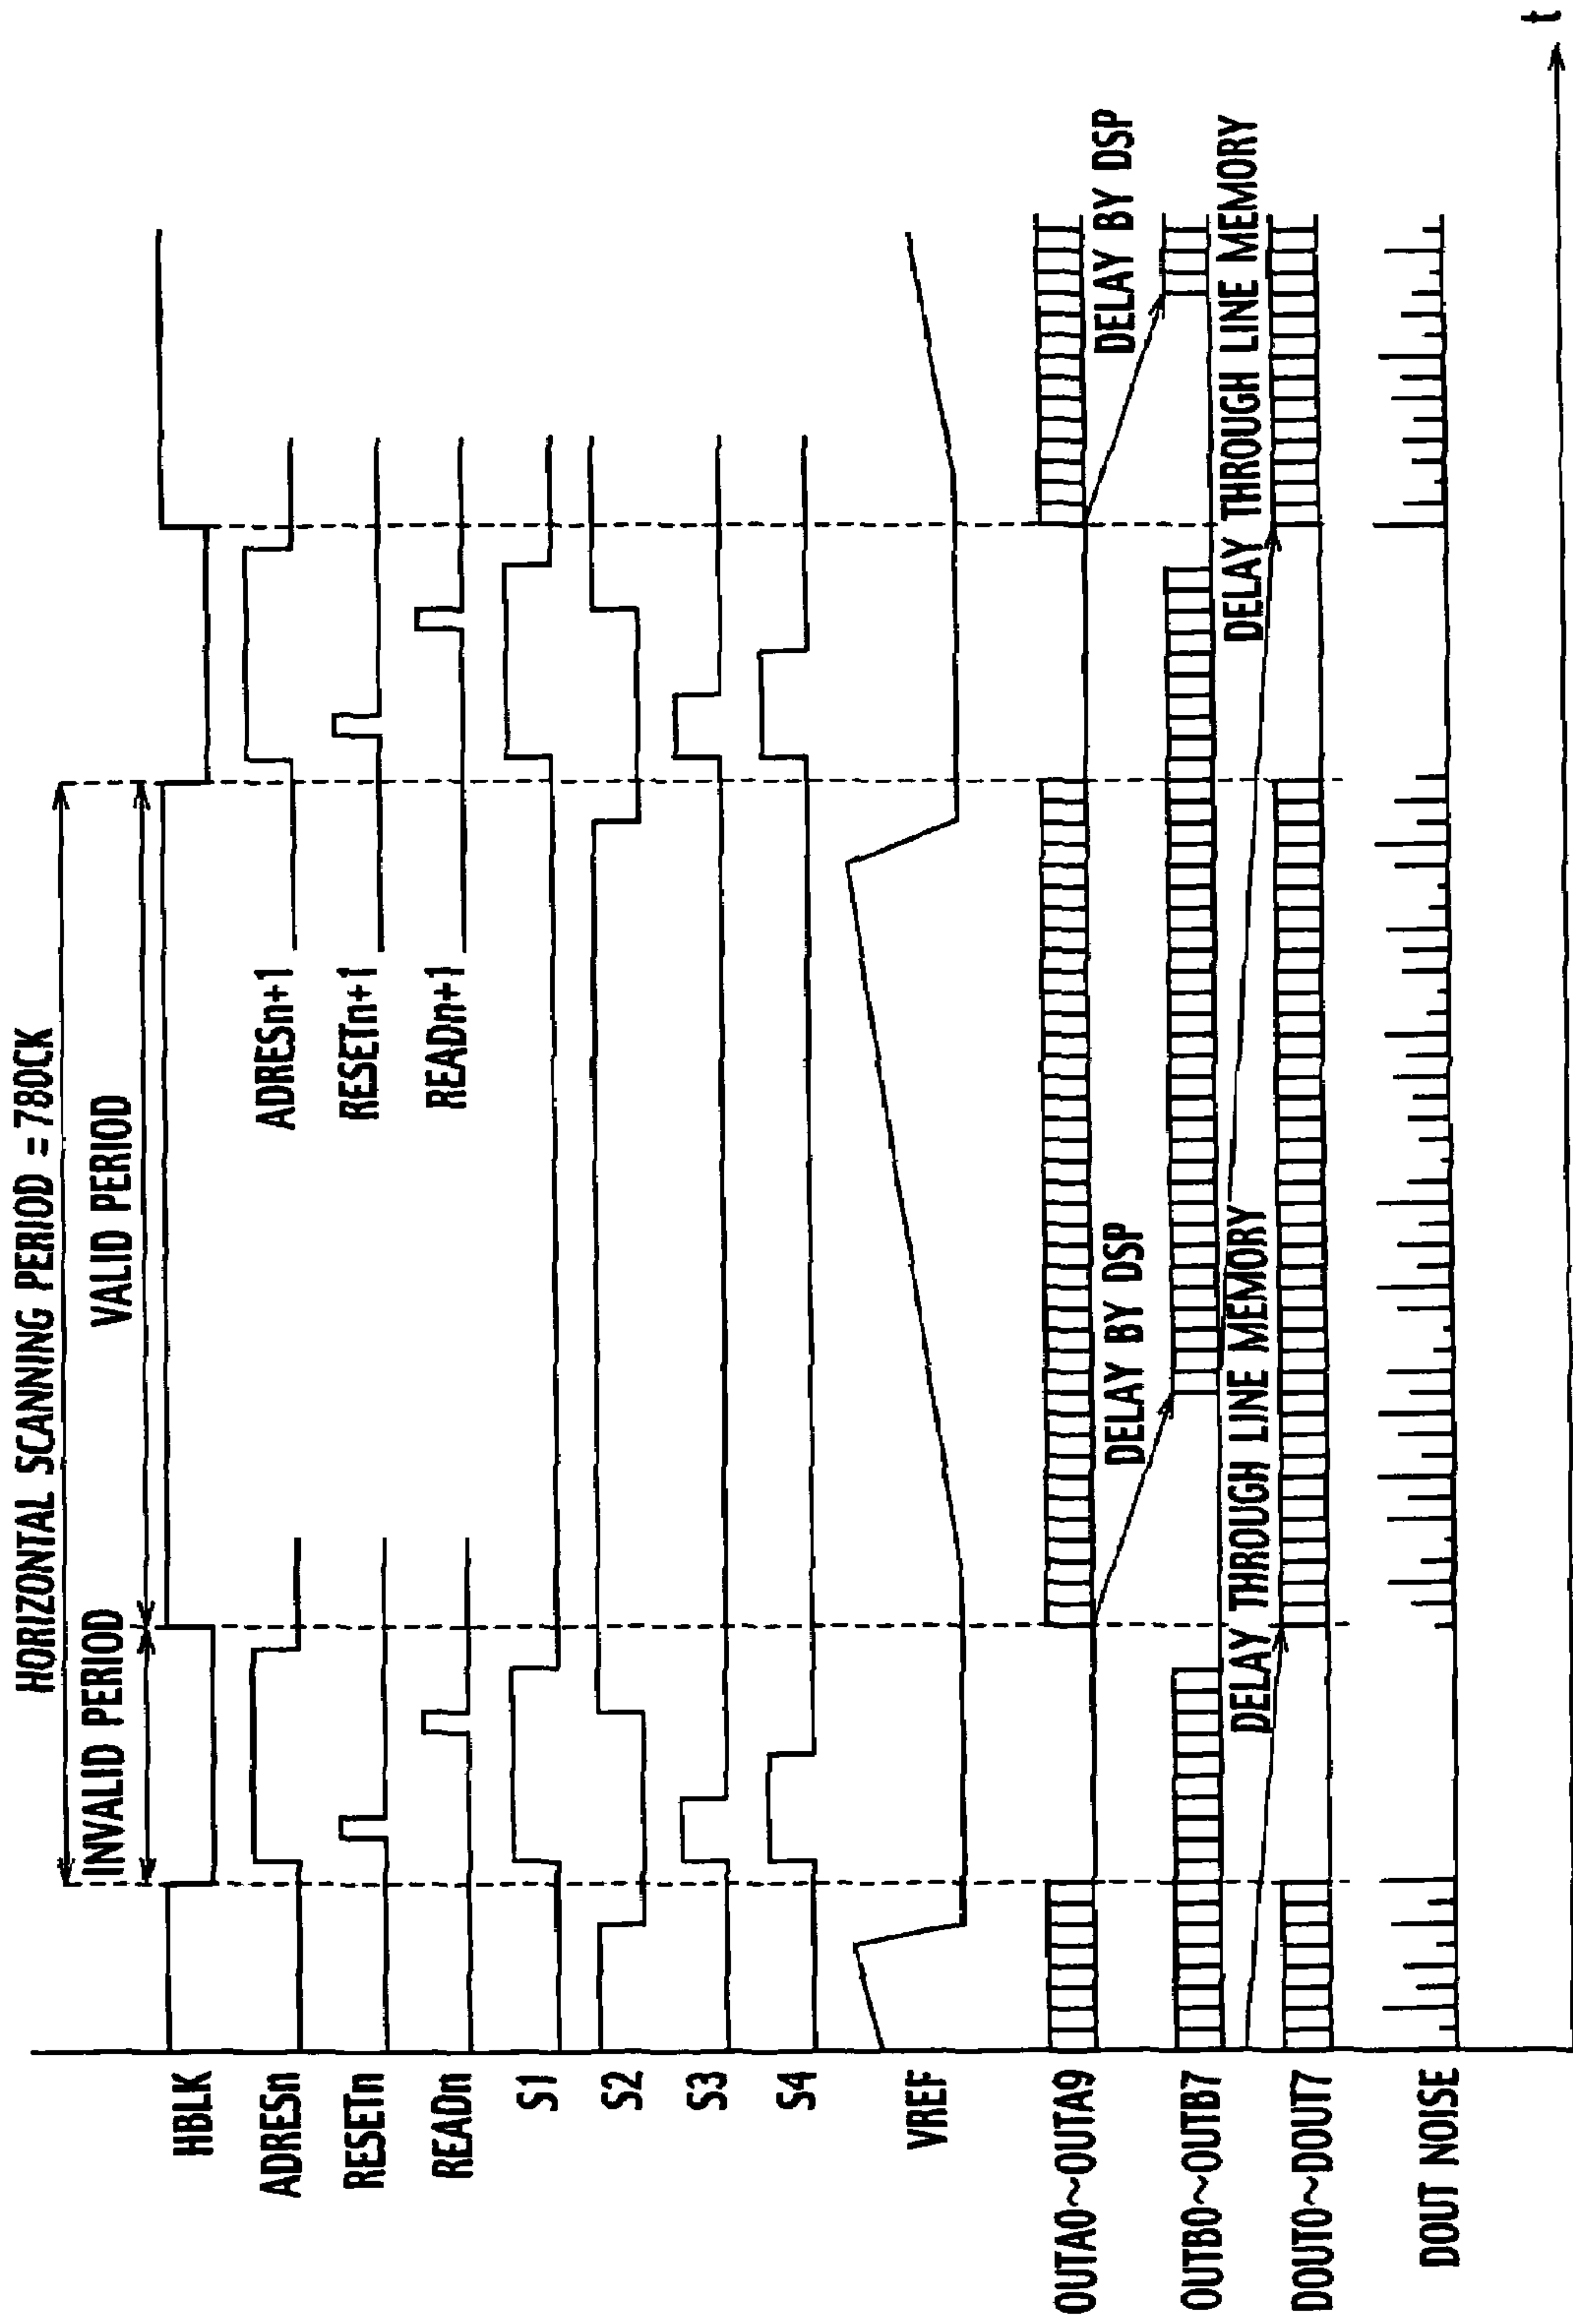 HORIZONTAL SCANNING PERIOD = 780CK
INVALID PERIOD
VALID PERIOD
HBLK
ADRESn
ADRESn+1
RESETn
RESETn+1
READn
READn+1
S1
S2
S3
S4
VREF
OUTA0~OUTA9
DELAY BY DSP
DELAY BY DSP
OUTB0~OUTB7
DELAY THROUGH LINE MEMORY
DELAY THROUGH LINE MEMORY
DOUT0~DOUT7
DOUT NOISE
t